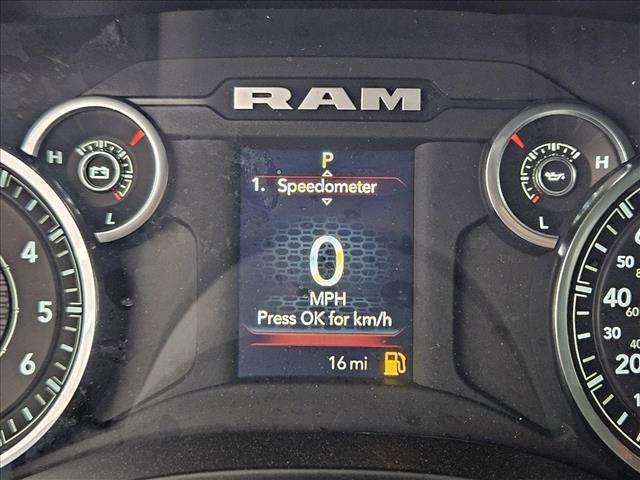 RAM
P
1. Speedometer
0
MPH
Press OK for km/h
16 mi
H
L
H
L
4
5
6
50
40
60
30
40
20